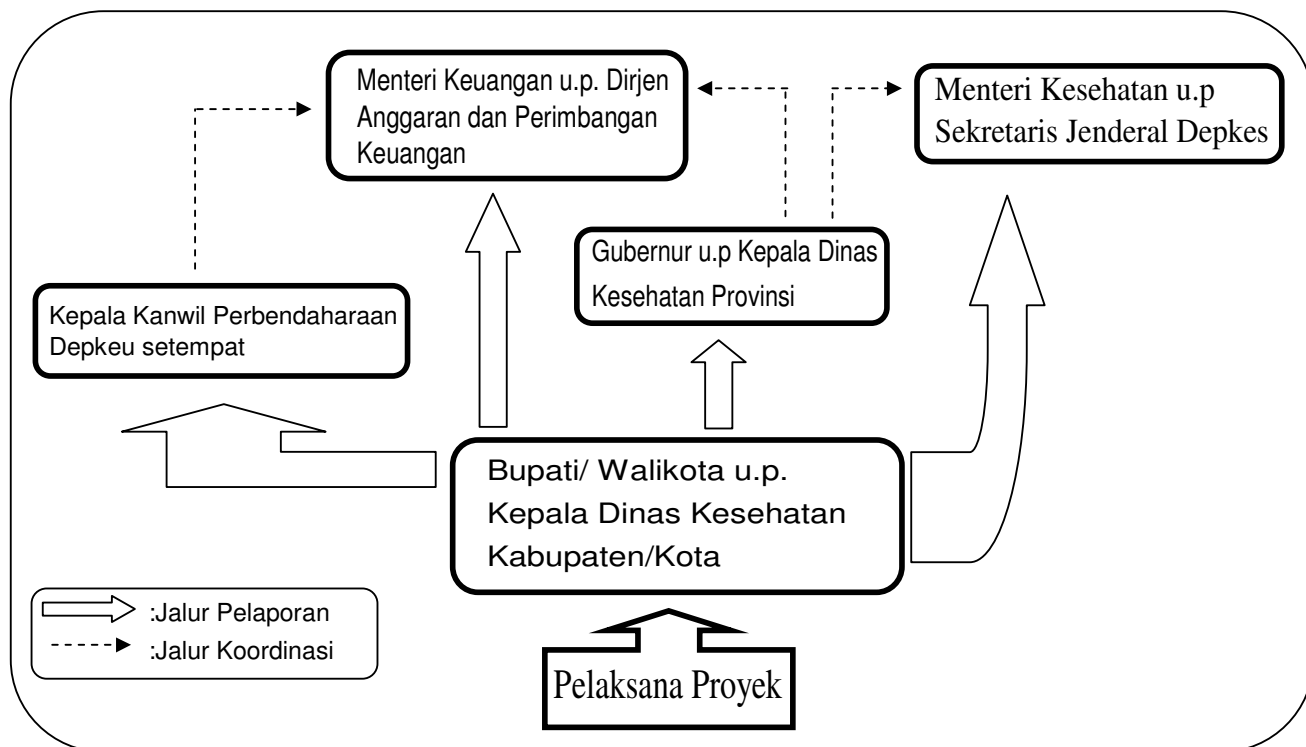 Menteri Keuangan u.p. Dirjen
Anggaran dan Perimbangan
Keuangan
Menteri Kesehatan u.p
Sekretaris Jenderal Depkes
Gubernur u.p Kepala Dinas
Kesehatan Provinsi
Kepala Kanwil Perbendaharaan
Depkeu setempat
Bupati/ Walikota u.p.
Kepala Dinas Kesehatan
Kabupaten/Kota
:Jalur Pelaporan
:Jalur Koordinasi
Pelaksana Proyek